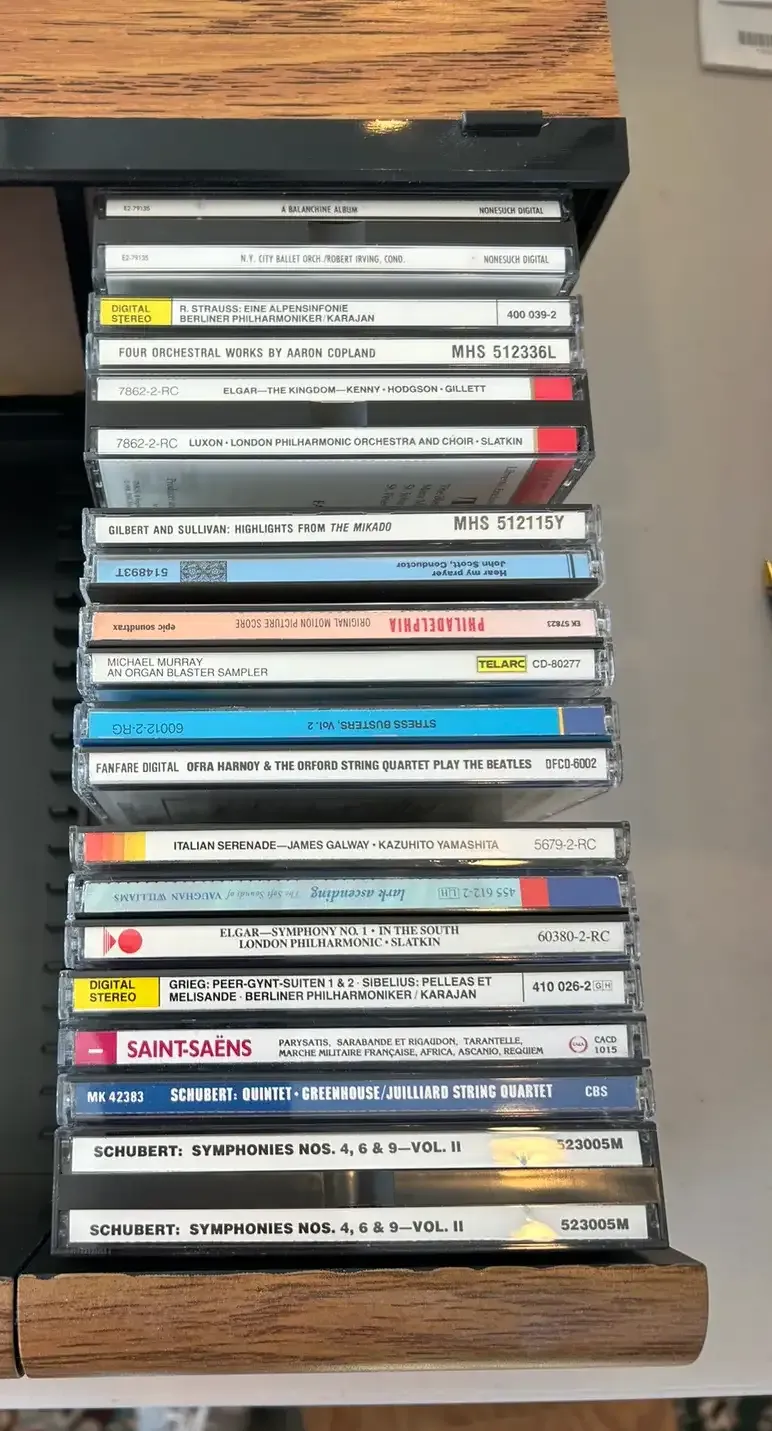 E2-79135 A BALANCHINE ALBUM NONESUCH DIGITAL
E2-79135 N.Y. CITY BALLET ORCH./ROBERT IRVING, COND. NONESUCH DIGITAL
DIGITAL STEREO R. STRAUSS: EINE ALPENSINFONIE
BERLINER PHILHARMONIKER/KARAJAN 400 039-2
FOUR ORCHESTRAL WORKS BY AARON COPLAND MHS 512336L
7862-2-RC ELGAR—THE KINGDOM—KENNY•HODGSON•GILLETT
7862-2-RC LUXON•LONDON PHILHARMONIC ORCHESTRA AND CHOIR•SLATKIN
GILBERT AND SULLIVAN: HIGHLIGHTS FROM THE MIKADO MHS 512115Y
Hear my prayer
John Scott, Conductor 514893T
EK 57823 PHILADELPHIA ORIGINAL MOTION PICTURE SCORE epic soundtrax
MICHAEL MURRAY
AN ORGAN BLASTER SAMPLER TELARC CD-80277
STRESS BUSTERS, Vol. 2 60012-2-RG
FANFARE DIGITAL OFRA HARNOY & THE ORFORD STRING QUARTET PLAY THE BEATLES DFCD-6002
ITALIAN SERENADE—JAMES GALWAY•KAZUHITO YAMASHITA 5679-2-RC
455 612-2 LH lark ascending The Soft Sounds of VAUGHAN WILLIAMS
ELGAR—SYMPHONY NO. 1 • IN THE SOUTH
LONDON PHILHARMONIC • SLATKIN 60380-2-RC
DIGITAL STEREO GRIEG: PEER-GYNT-SUITEN 1 & 2 · SIBELIUS: PELLEAS ET
MELISANDE · BERLINER PHILHARMONIKER / KARAJAN 410 026-2 GH
SAINT-SAËNS PARYSATIS, SARABANDE ET RIGAUDON, TARANTELLE,
MARCHE MILITAIRE FRANÇAISE, AFRICA, ASCANIO, REQUIEM CACD 1015
MK 42383 SCHUBERT: QUINTET • GREENHOUSE/JUILLIARD STRING QUARTET CBS
SCHUBERT: SYMPHONIES NOS. 4, 6 & 9—VOL. II 523005M
SCHUBERT: SYMPHONIES NOS. 4, 6 & 9—VOL. II 523005M